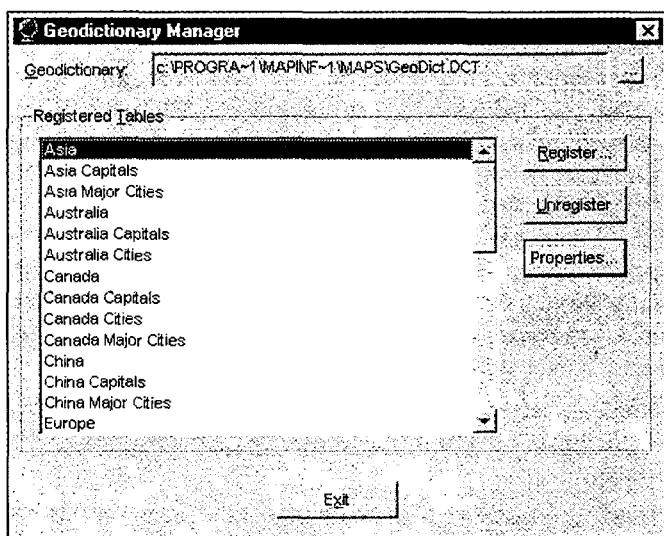 Geodictionary Manager
Geodictionary: c:\PROGRA~1\MAPINF~1\MAPS\GeoDict.DCT ...
Registered Tables
Asia
Asia Capitals
Asia Major Cities
Australia
Australia Capitals
Australia Cities
Canada
Canada Capitals
Canada Cities
Canada Major Cities
China
China Capitals
China Major Cities
Europe
Register...
Unregister
Properties...
Exit